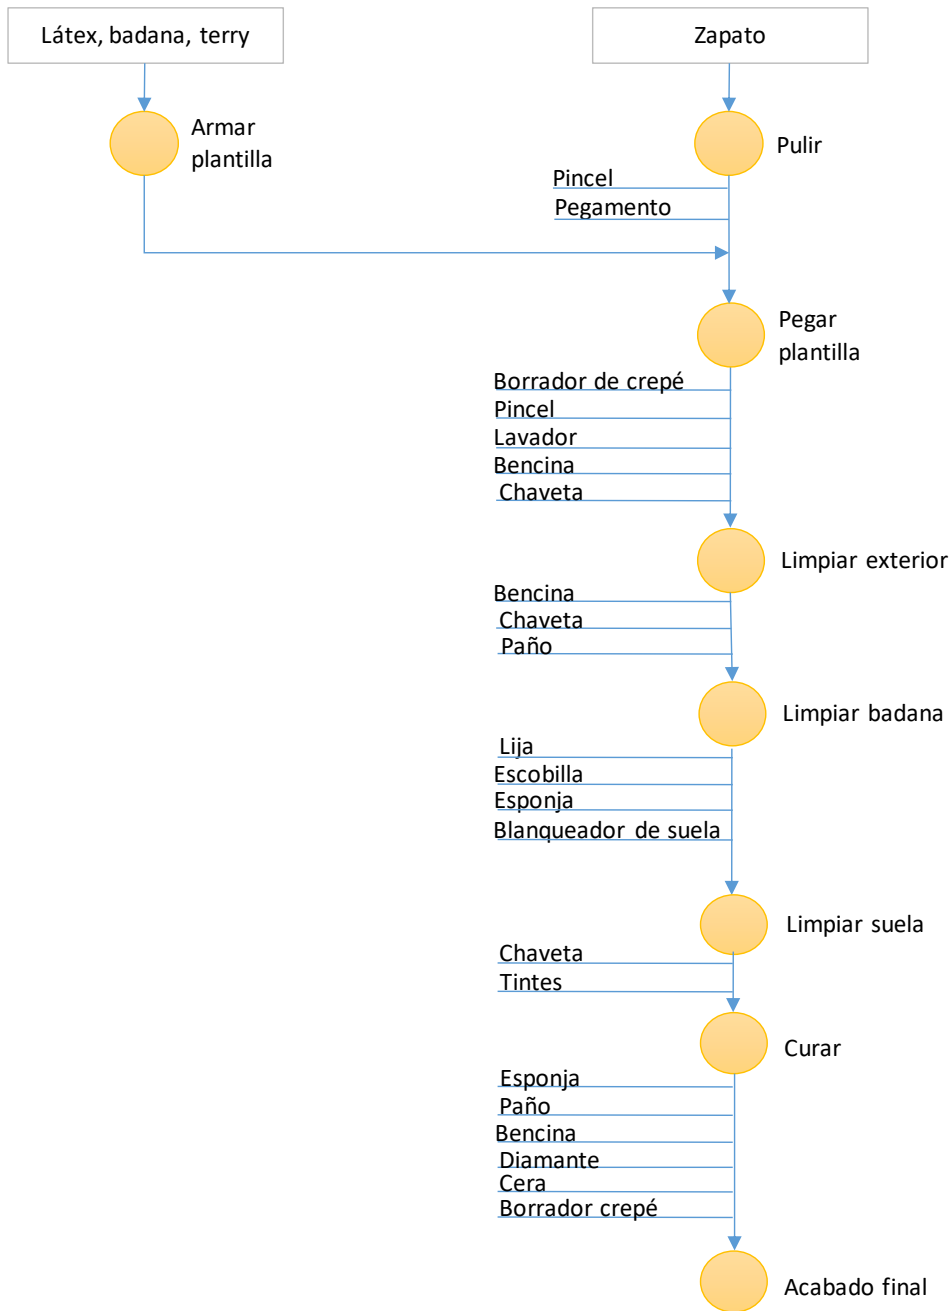 Látex, badana, terry
Zapato
Armar
plantilla
Pulir
Pincel
Pegamento
Pegar
plantilla
Borrador de crepé
Pincel
Lavador
Bencina
Chaveta
Limpiar exterior
Bencina
Chaveta
Paño
Limpiar badana
Lija
Escobilla
Esponja
Blanqueador de suela
Limpiar suela
Chaveta
Tintes
Curar
Esponja
Paño
Bencina
Diamante
Cera
Borrador crepé
Acabado final